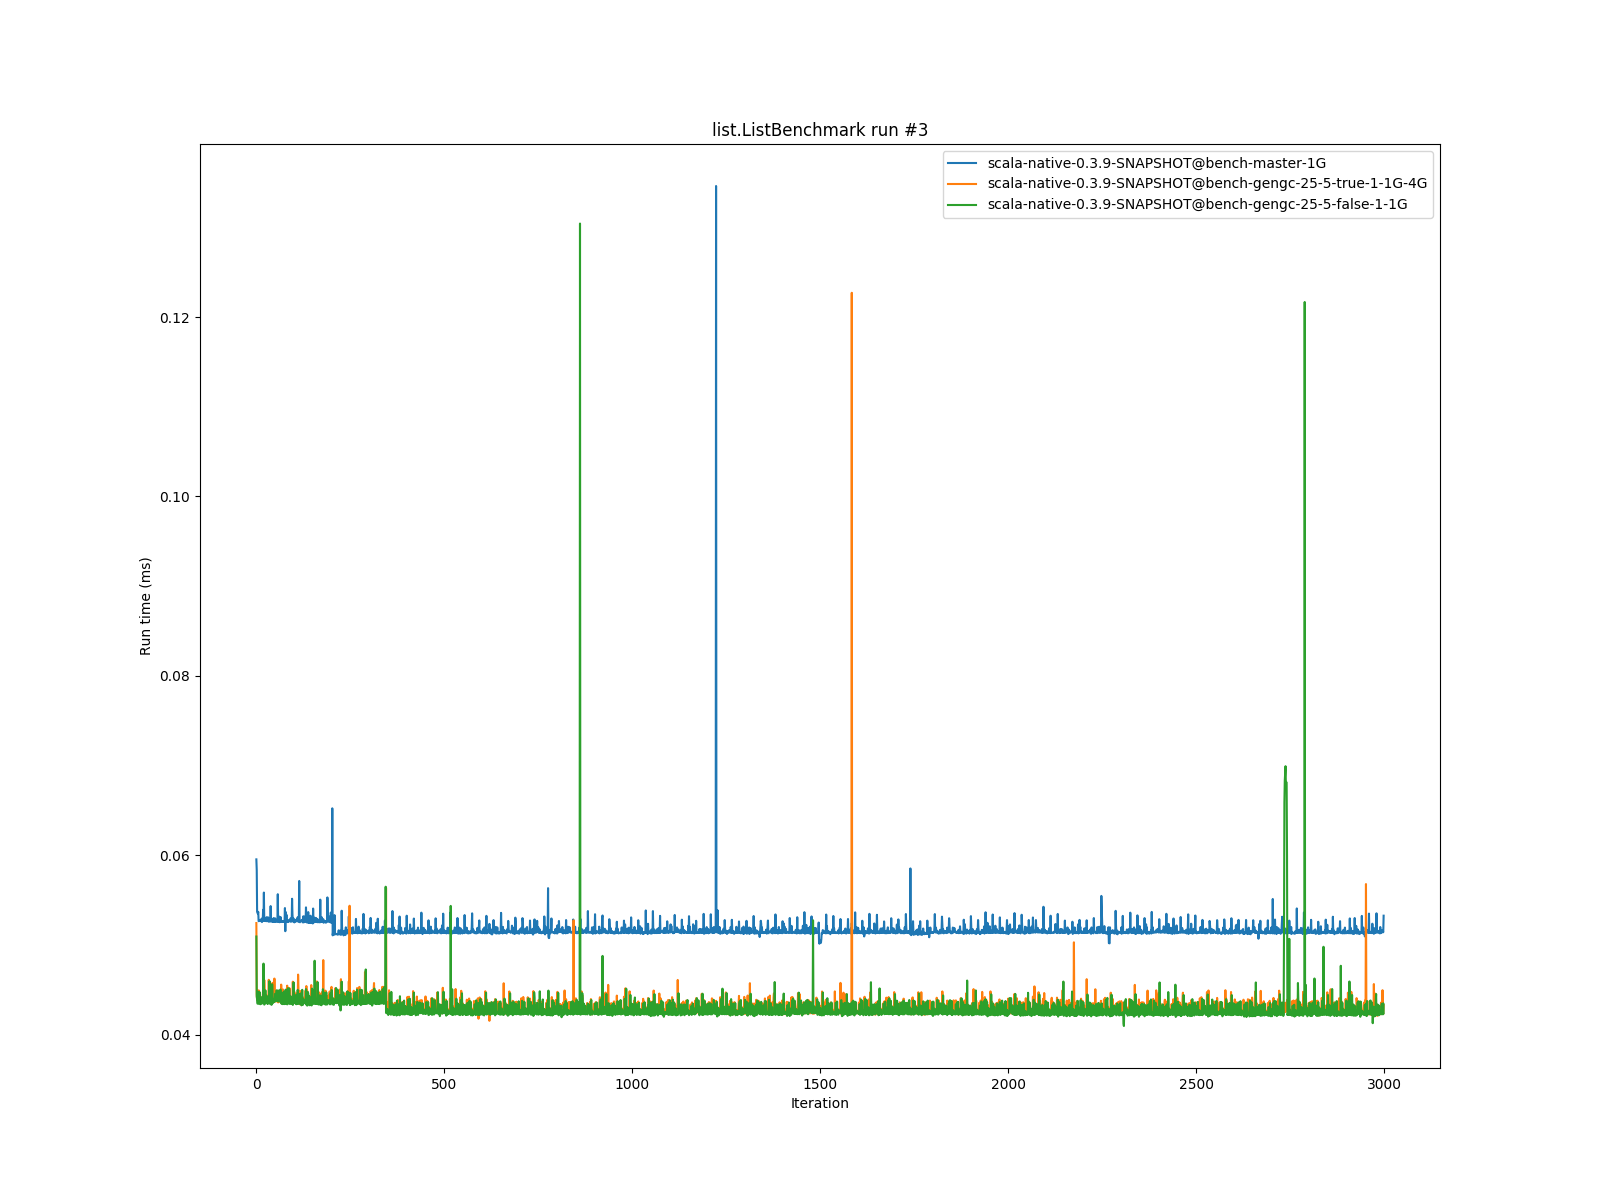 list.ListBenchmark run #3
scala-native-0.3.9-SNAPSHOT@bench-master-1G
scala-native-0.3.9-SNAPSHOT@bench-gengc-25-5-true-1-1G-4G
scala-native-0.3.9-SNAPSHOT@bench-gengc-25-5-false-1-1G
Run time (ms)
0.12
0.10
0.08
0.06
0.04
0 500 1000 1500 2000 2500 3000
Iteration